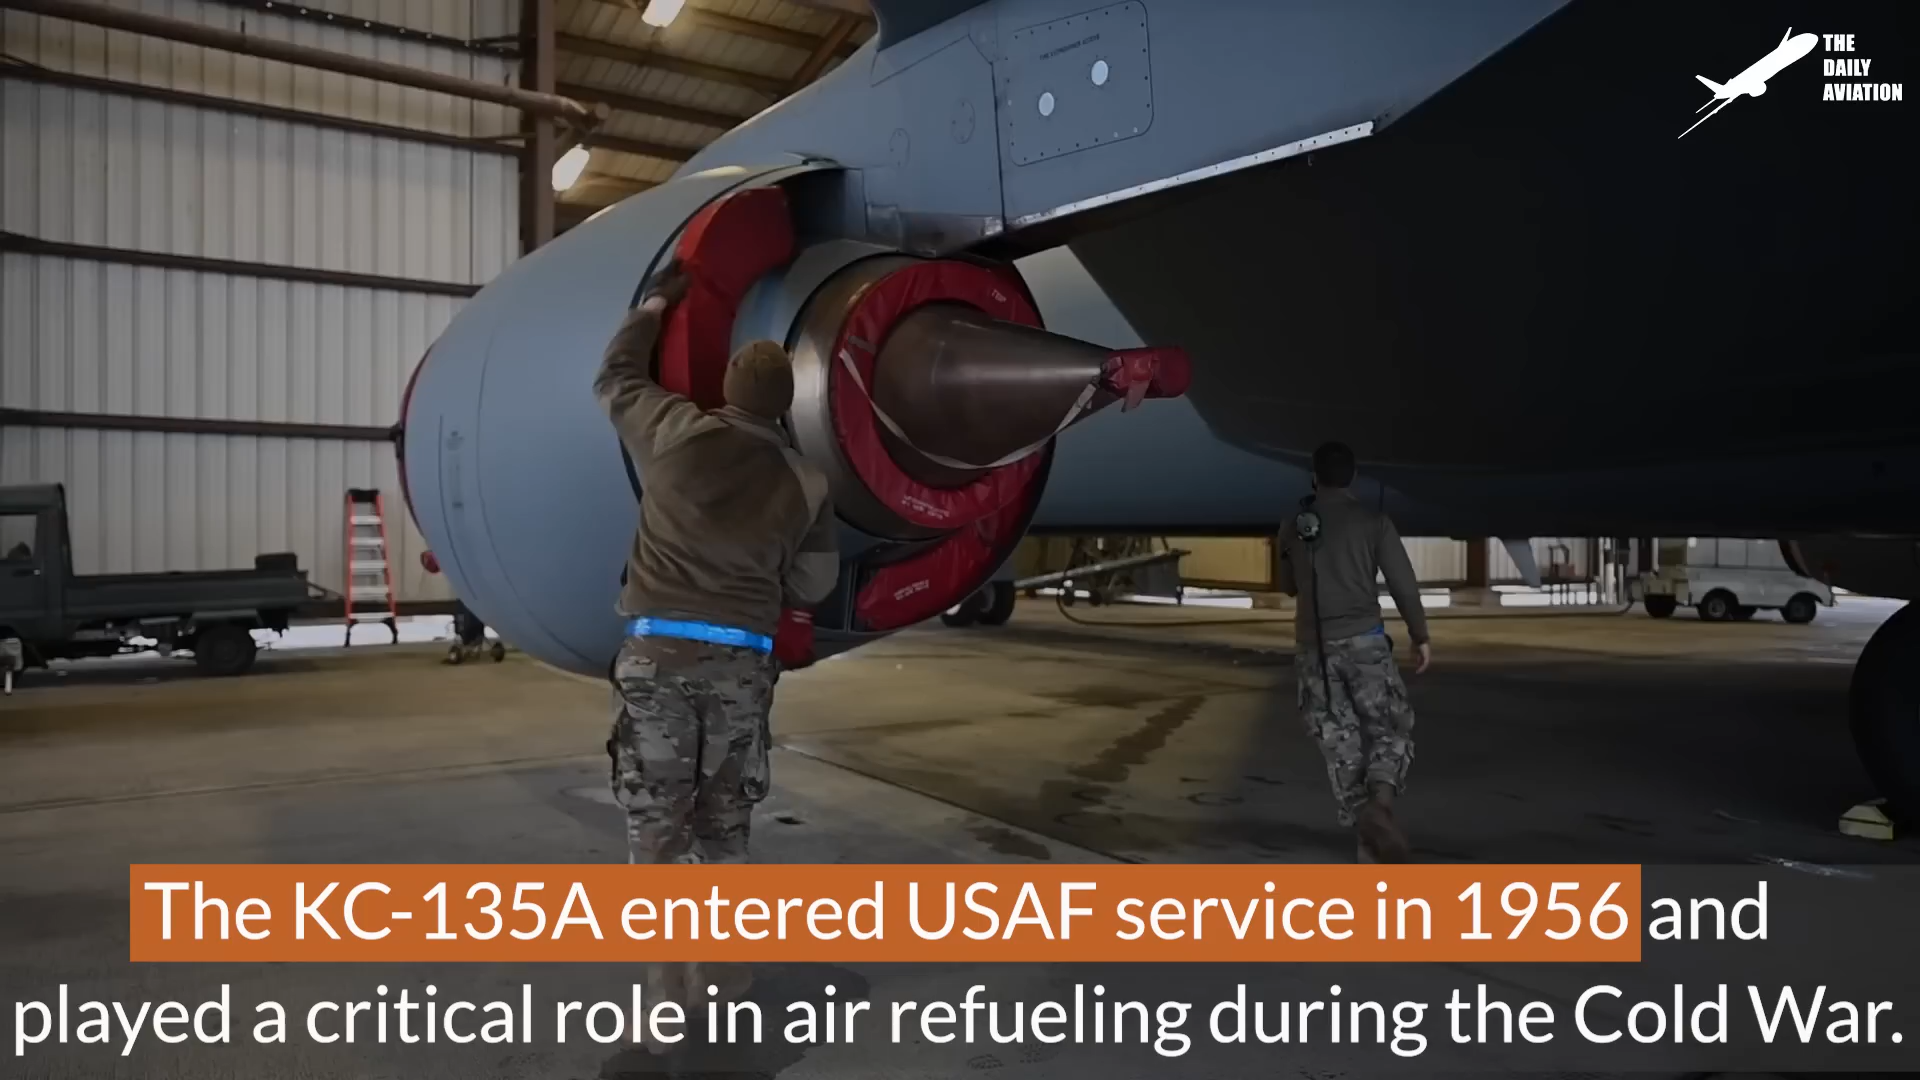 THE
DAILY
AVIATION
The KC-135A entered USAF service in 1956 and
played a critical role in air refueling during the Cold War.